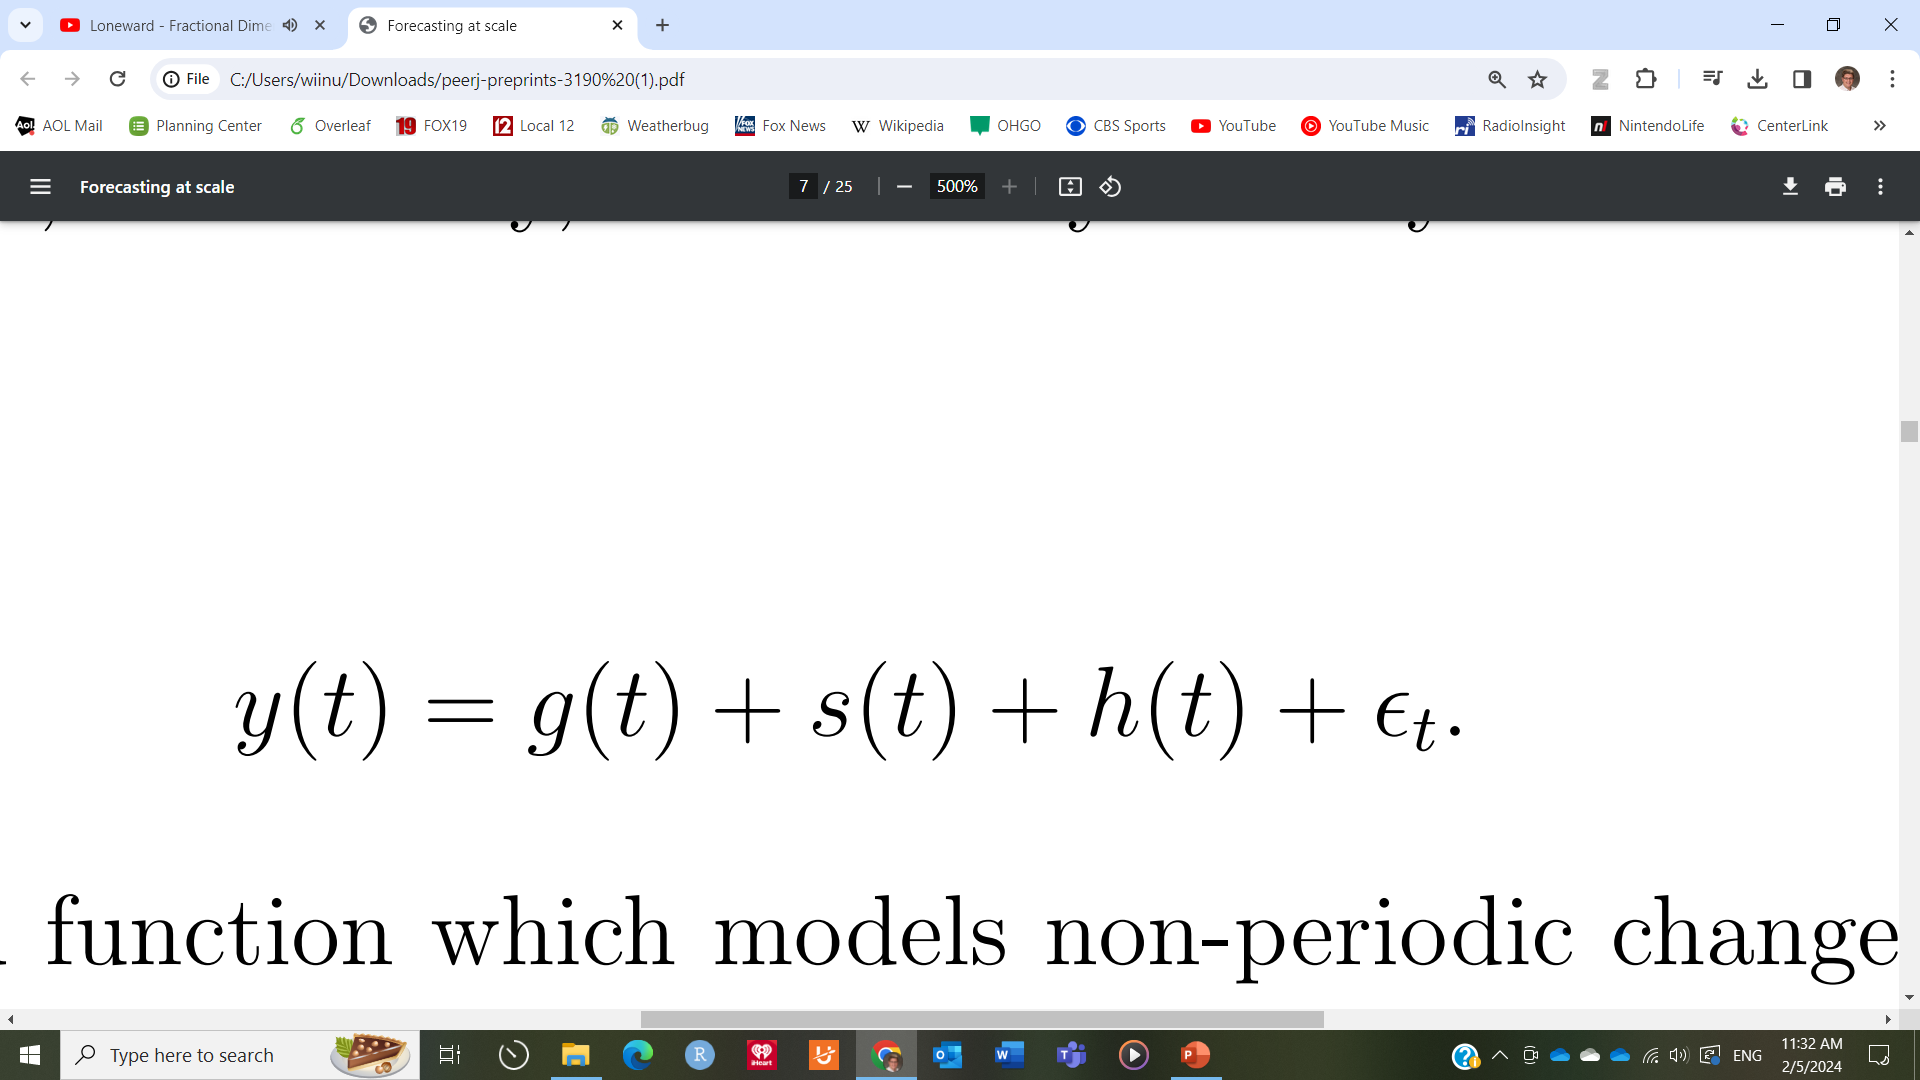 Loneward - Fractional Dime
Forecasting at scale
File
C:/Users/wiinu/Downloads/peerj-preprints-3190%20(1).pdf
AOL Mail Planning Center Overleaf FOX19 Local 12 Weatherbug Fox News Wikipedia OHGO CBS Sports YouTube YouTube Music RadioInsight NintendoLife CenterLink
Forecasting at scale 7 / 25 500%
y(t) = g(t) + s(t) + h(t) + ϵₜ.
function which models non-periodic change
Type here to search
ENG
11:32 AM
2/5/2024